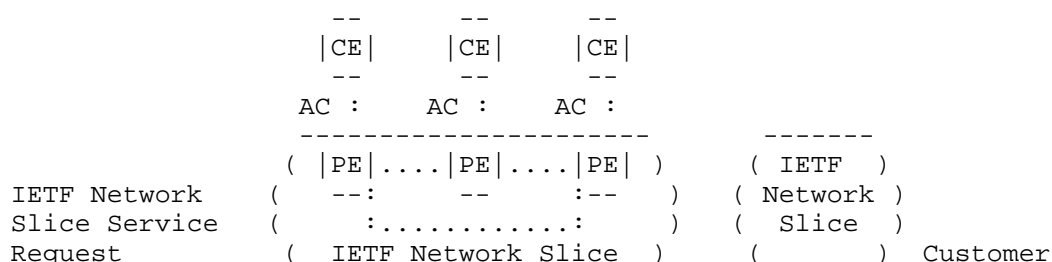 --      --      --
                    |CE|    |CE|    |CE|
                      --      --      --
                  AC :    AC :    AC :
                  ----------------------       -------
                 ( |PE|....|PE|....|PE| )     ( IETF  )
IETF Network    (   --:     --     :--   )   ( Network )
Slice Service   (     :............:     )   (  Slice  )
Request          (  IETF Network Slice  )     (       )  Customer